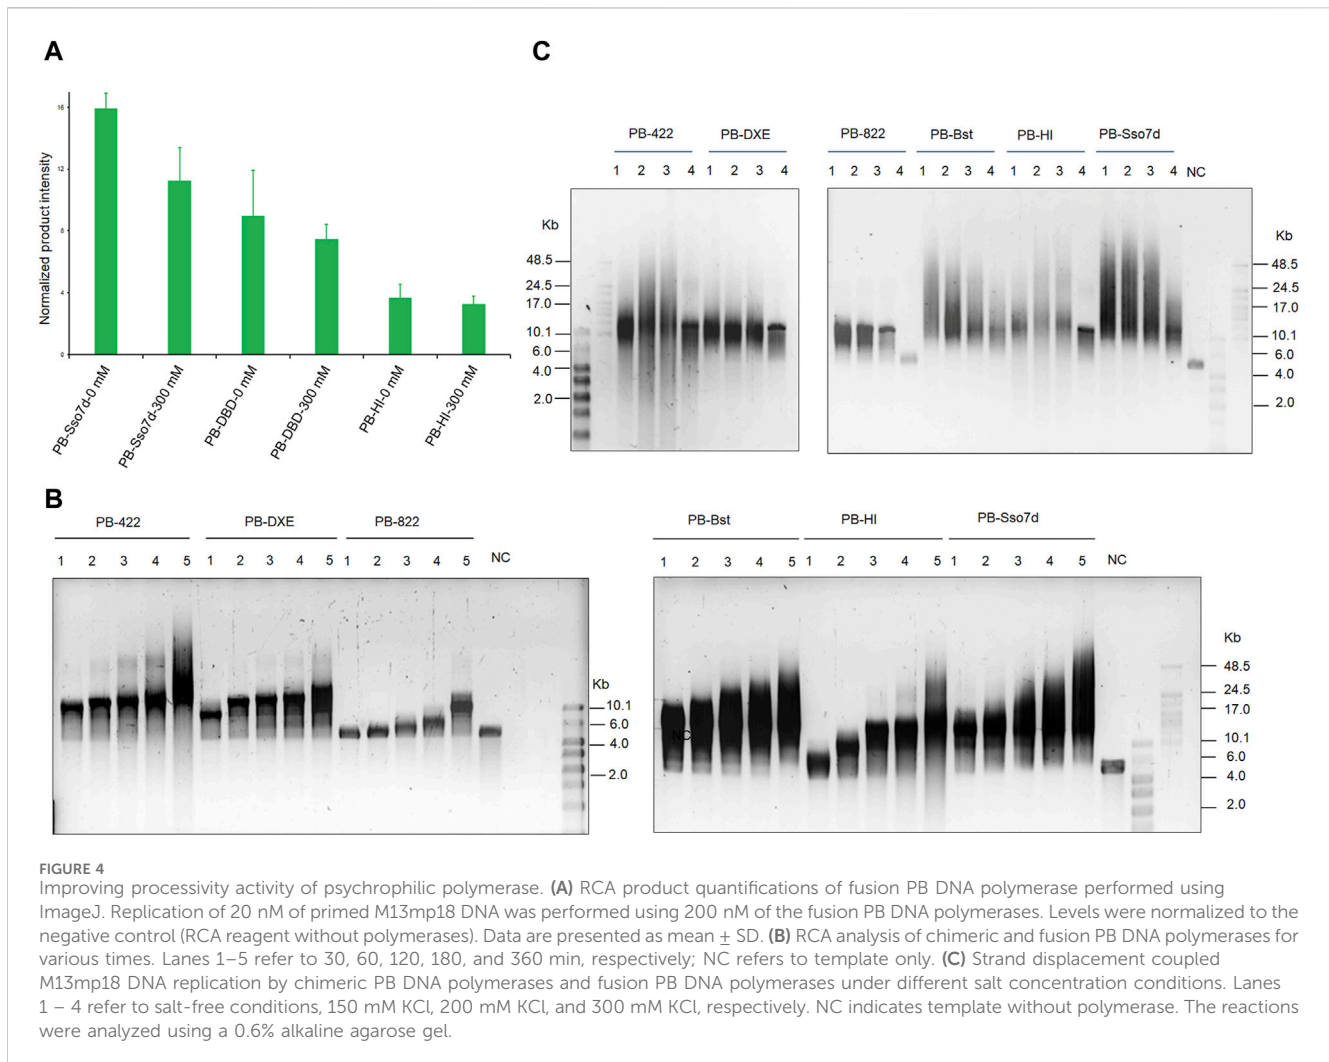 A
Normalized product intensity
16
12
8
4
0
PB-Sso7d-0 mM
PB-Sso7d-300 mM
PB-DBD-0 mM
PB-DBD-300 mM
PB-HI-0 mM
PB-HI-300 mM
C
PB-422 PB-DXE
1 2 3 4 1 2 3 4
Kb
48.5
24.5
17.0
10.1
6.0
4.0
2.0
PB-822 PB-Bst PB-HI PB-Sso7d
1 2 3 4 1 2 3 4 1 2 3 4 1 2 3 4 NC
Kb
48.5
24.5
17.0
10.1
6.0
4.0
2.0
B
PB-422 PB-DXE PB-822
1 2 3 4 5 1 2 3 4 5 1 2 3 4 5 NC
Kb
10.1
6.0
4.0
2.0
PB-Bst PB-HI PB-Sso7d
1 2 3 4 5 1 2 3 4 5 1 2 3 4 5 NC
NC
Kb
48.5
24.5
17.0
10.1
6.0
4.0
2.0
FIGURE 4
Improving processivity activity of psychrophilic polymerase. (A) RCA product quantifications of fusion PB DNA polymerase performed using
ImageJ. Replication of 20 nM of primed M13mp18 DNA was performed using 200 nM of the fusion PB DNA polymerases. Levels were normalized to the
negative control (RCA reagent without polymerases). Data are presented as mean ± SD. (B) RCA analysis of chimeric and fusion PB DNA polymerases for
various times. Lanes 1–5 refer to 30, 60, 120, 180, and 360 min, respectively; NC refers to template only. (C) Strand displacement coupled
M13mp18 DNA replication by chimeric PB DNA polymerases and fusion PB DNA polymerases under different salt concentration conditions. Lanes
1 – 4 refer to salt-free conditions, 150 mM KCl, 200 mM KCl, and 300 mM KCl, respectively. NC indicates template without polymerase. The reactions
were analyzed using a 0.6% alkaline agarose gel.